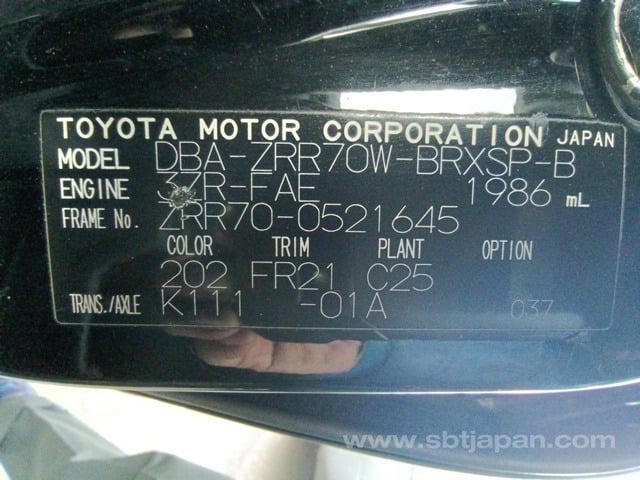 TOYOTA MOTOR CORPORATION JAPAN
MODEL DBA-ZRR70W-BRXSP-B
ENGINE 3ZR-FAE 1986 mL
FRAME No. ZRR70-0521645
COLOR TRIM PLANT OPTION
202 FR21 C25
TRANS./AXLE K111 -01A 037
www.sbtjapan.com